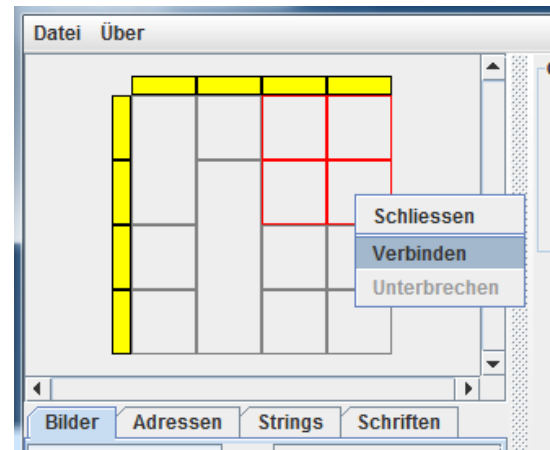 Datei Über
Schliessen
Verbinden
Unterbrechen
Bilder Adressen Strings Schriften